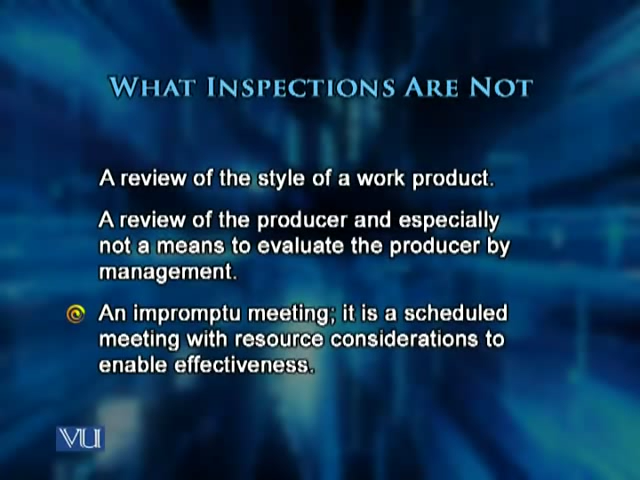 WHAT INSPECTIONS ARE NOT
A review of the style of a work product.
A review of the producer and especially
not a means to evaluate the producer by
management.
An impromptu meeting; it is a scheduled
meeting with resource considerations to
enable effectiveness.
VU